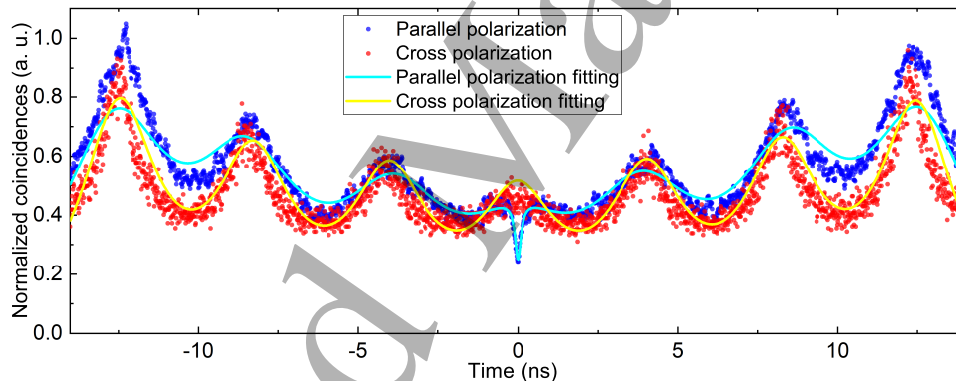 Parallel polarization
Cross polarization
Parallel polarization fitting
Cross polarization fitting
Normalized coincidences (a. u.)
1.0
0.8
0.6
0.4
0.2
0.0
-10
-5
0
5
10
Time (ns)